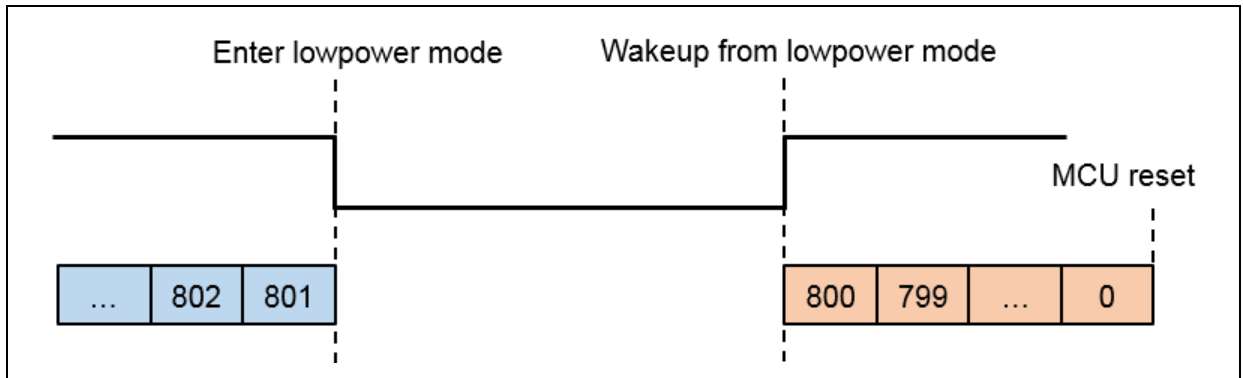 Enter lowpower mode
Wakeup from lowpower mode
MCU reset
... 802 801
800 799 ... 0